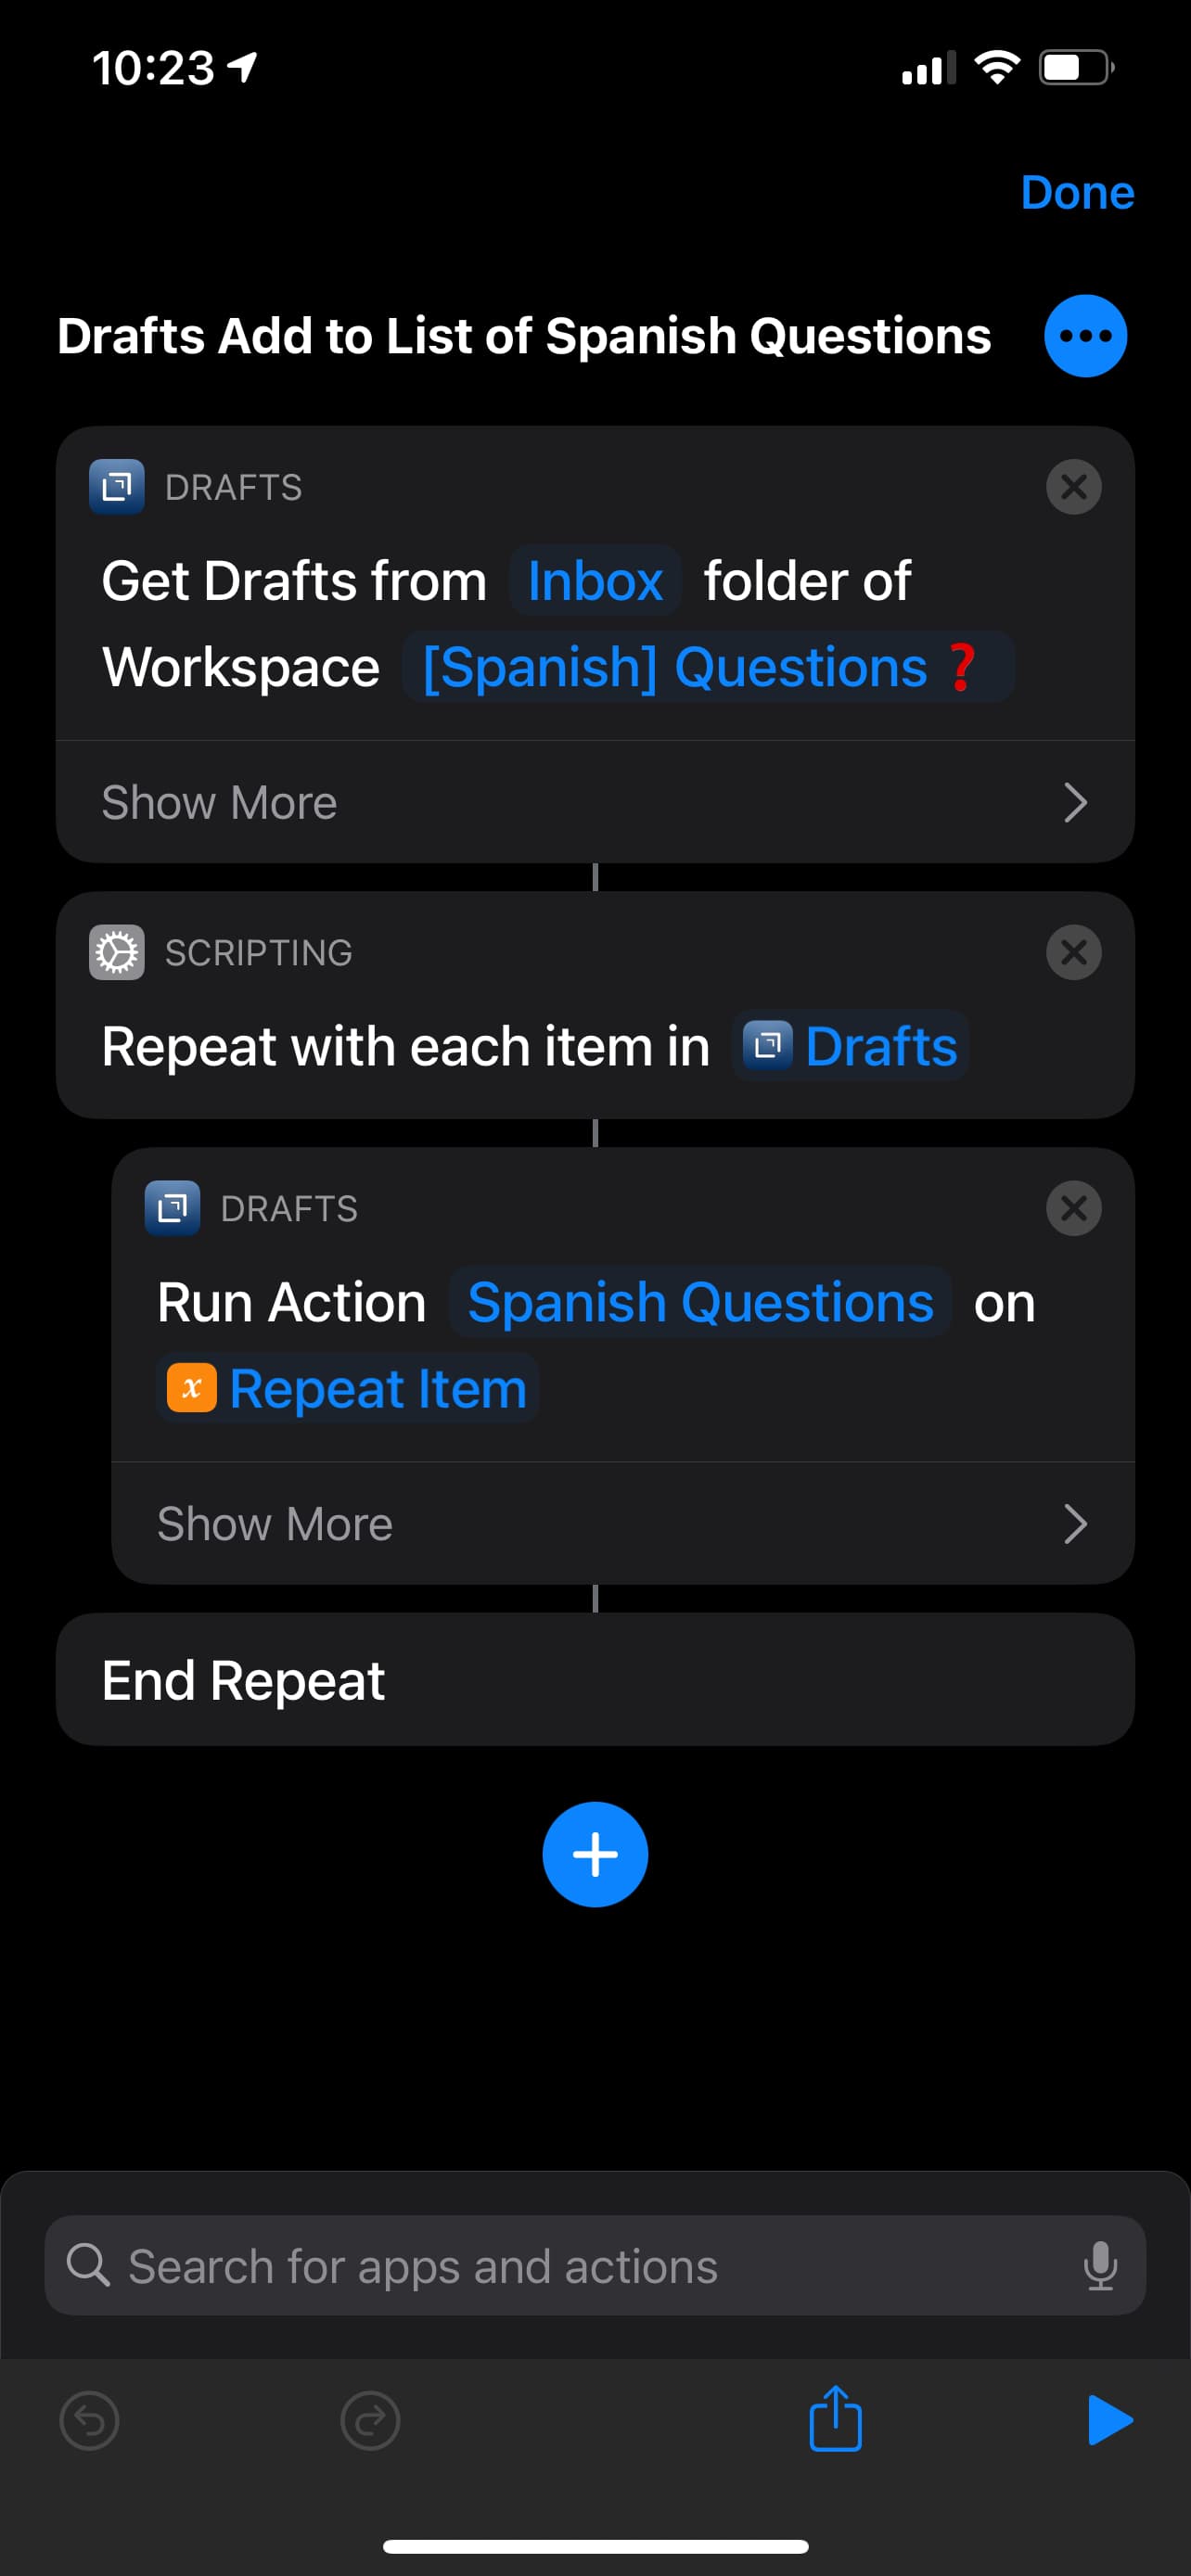 10:23
Done
Drafts Add to List of Spanish Questions
DRAFTS
Get Drafts from Inbox folder of
Workspace [Spanish] Questions❓
Show More
SCRIPTING
Repeat with each item in Drafts
DRAFTS
Run Action Spanish Questions on
x Repeat Item
Show More
End Repeat
Search for apps and actions